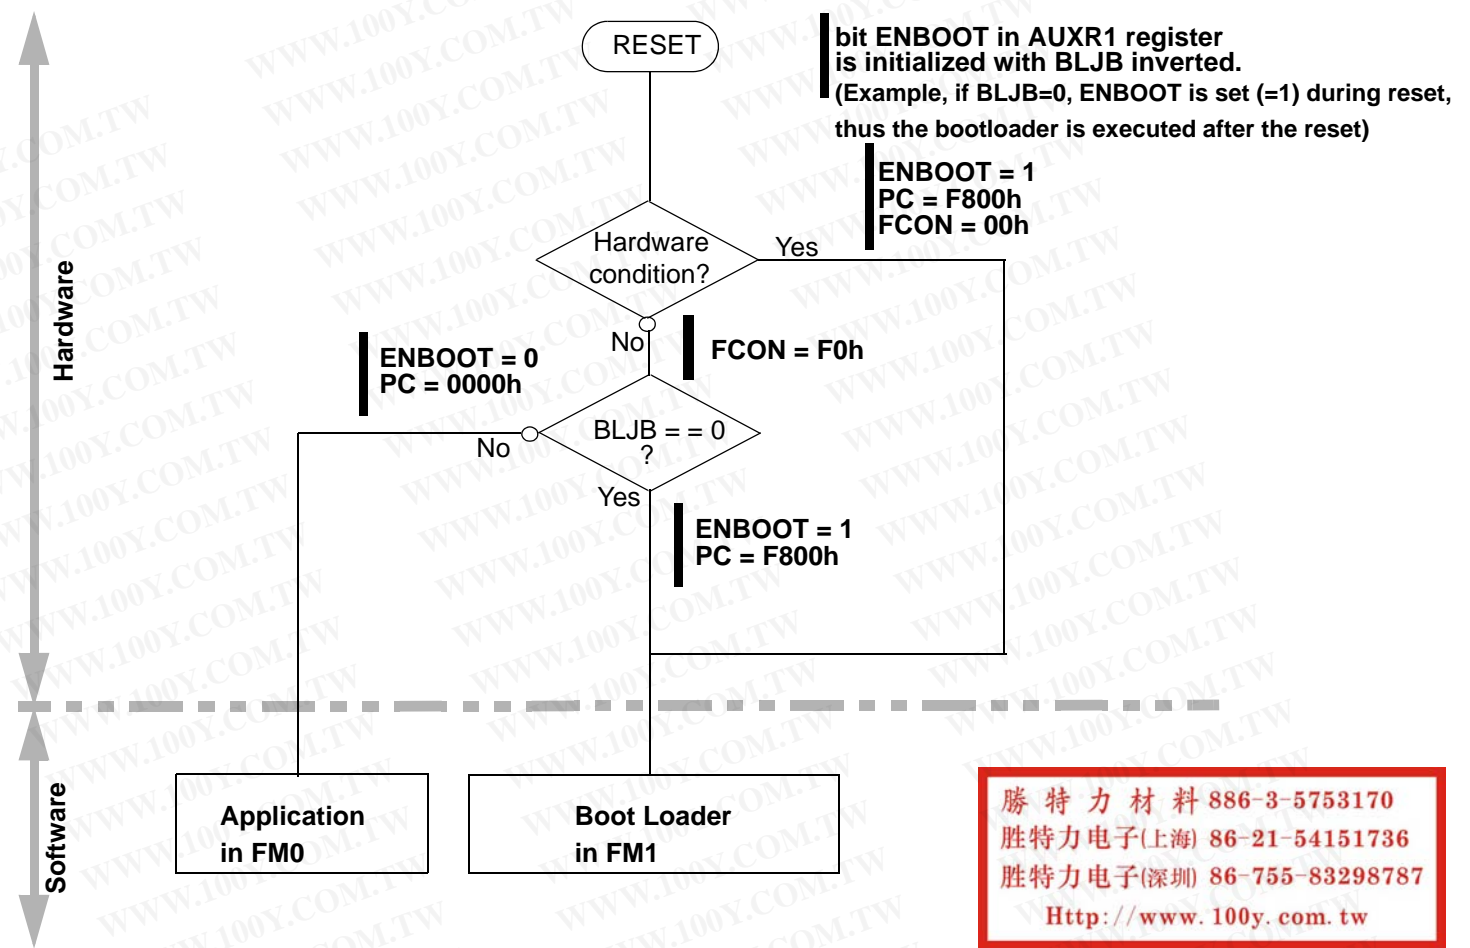 RESET
bit ENBOOT in AUXR1 register
is initialized with BLJB inverted.
(Example, if BLJB=0, ENBOOT is set (=1) during reset,
thus the bootloader is executed after the reset)
ENBOOT = 1
PC = F800h
FCON = 00h
Hardware
condition?
Yes
No
FCON = F0h
ENBOOT = 0
PC = 0000h
BLJB = = 0
?
No
Yes
ENBOOT = 1
PC = F800h
Hardware
Software
Application
in FM0
Boot Loader
in FM1
勝 特 力 材 料 886-3-5753170
胜特力电子(上海) 86-21-54151736
胜特力电子(深圳) 86-755-83298787
Http://www.100y.com.tw
WWW.100Y.COM.TW